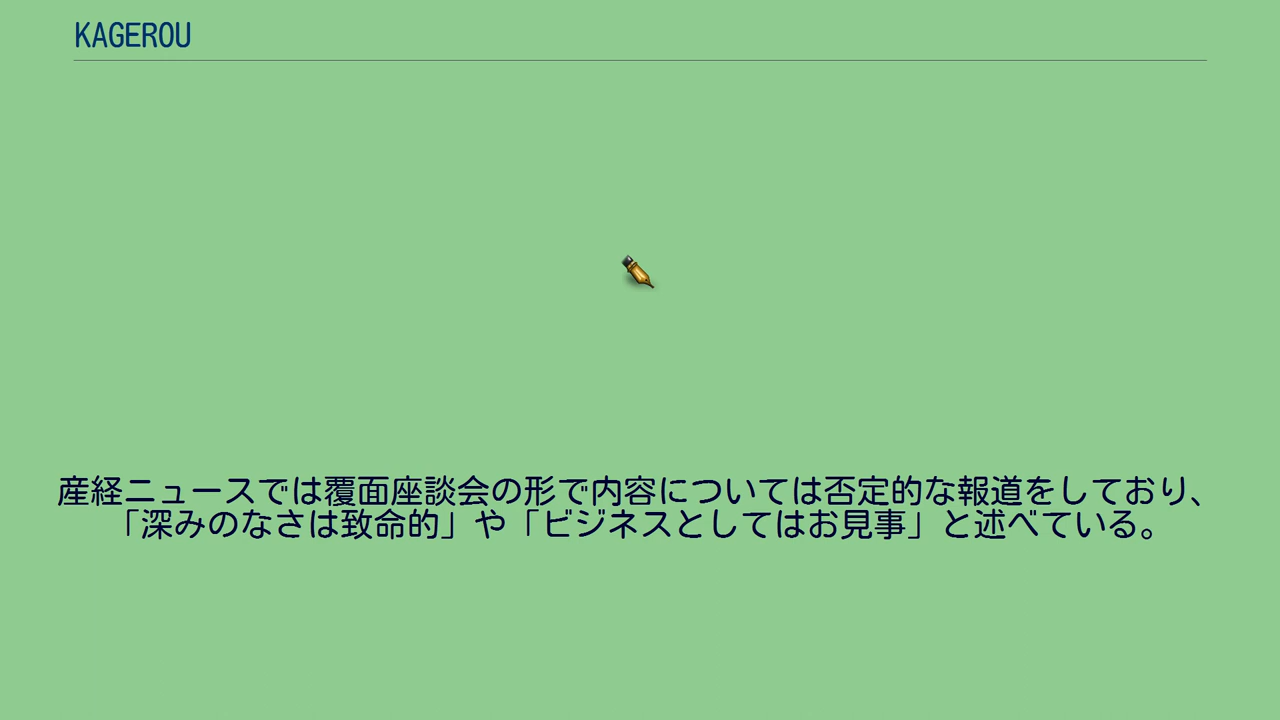 KAGEROU
産経ニュースでは覆面座談会の形で内容については否定的な報道をしており、
「深みのなさは致命的」や「ビジネスとしてはお見事」と述べている。